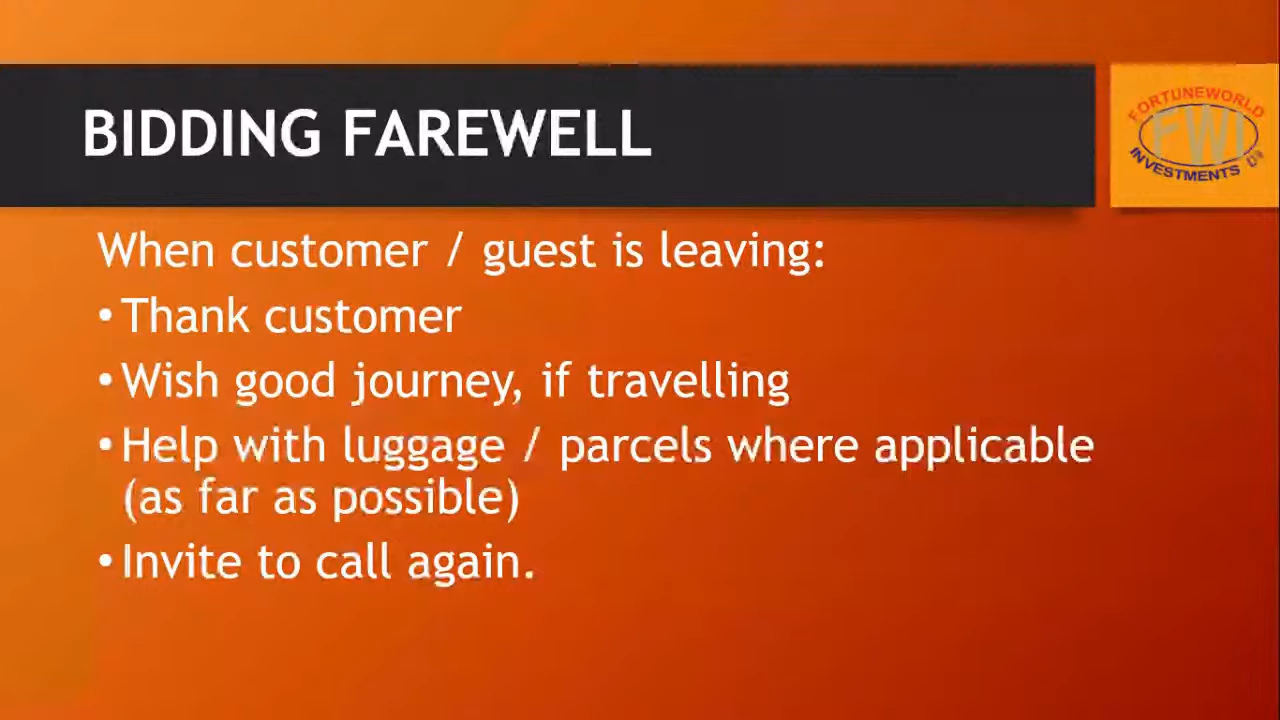 BIDDING FAREWELL
FORTUNEWORLD
FWI
INVESTMENTS
When customer / guest is leaving:
• Thank customer
• Wish good journey, if travelling
• Help with luggage / parcels where applicable
(as far as possible)
• Invite to call again.